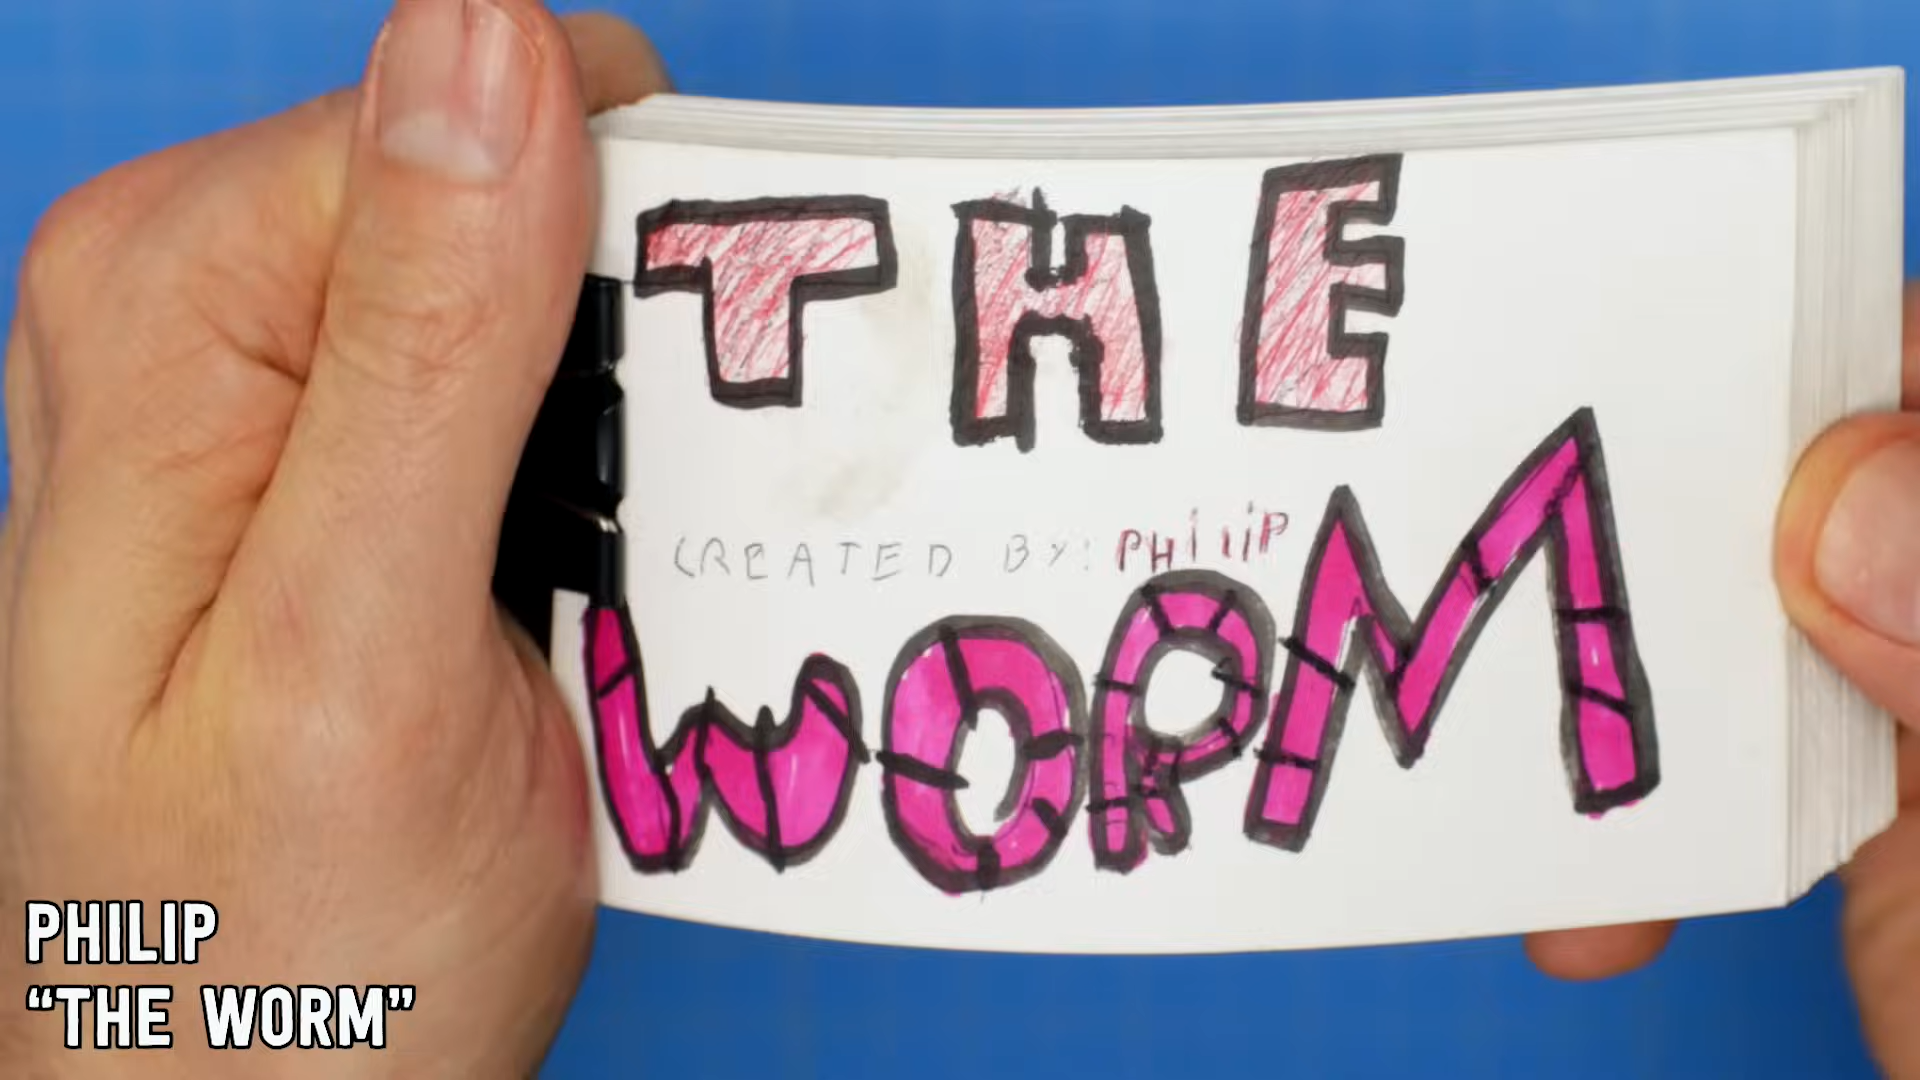 THE
CREATED BY: PHILIP
WORM
PHILIP
“THE WORM”